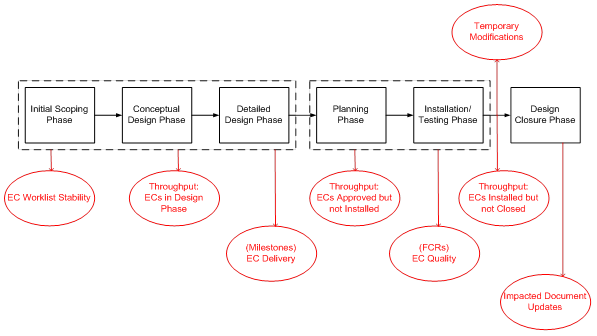 Temporary
Modifications
Initial Scoping
Phase
Conceptual
Design Phase
Detailed
Design Phase
Planning
Phase
Installation/
Testing Phase
Design
Closure Phase
EC Worklist Stability
Throughput:
ECs in Design
Phase
Throughput:
ECs Approved but
not Installed
Throughput:
ECs Installed but
not Closed
(Milestones)
EC Delivery
(FCRs)
EC Quality
Impacted Document
Updates